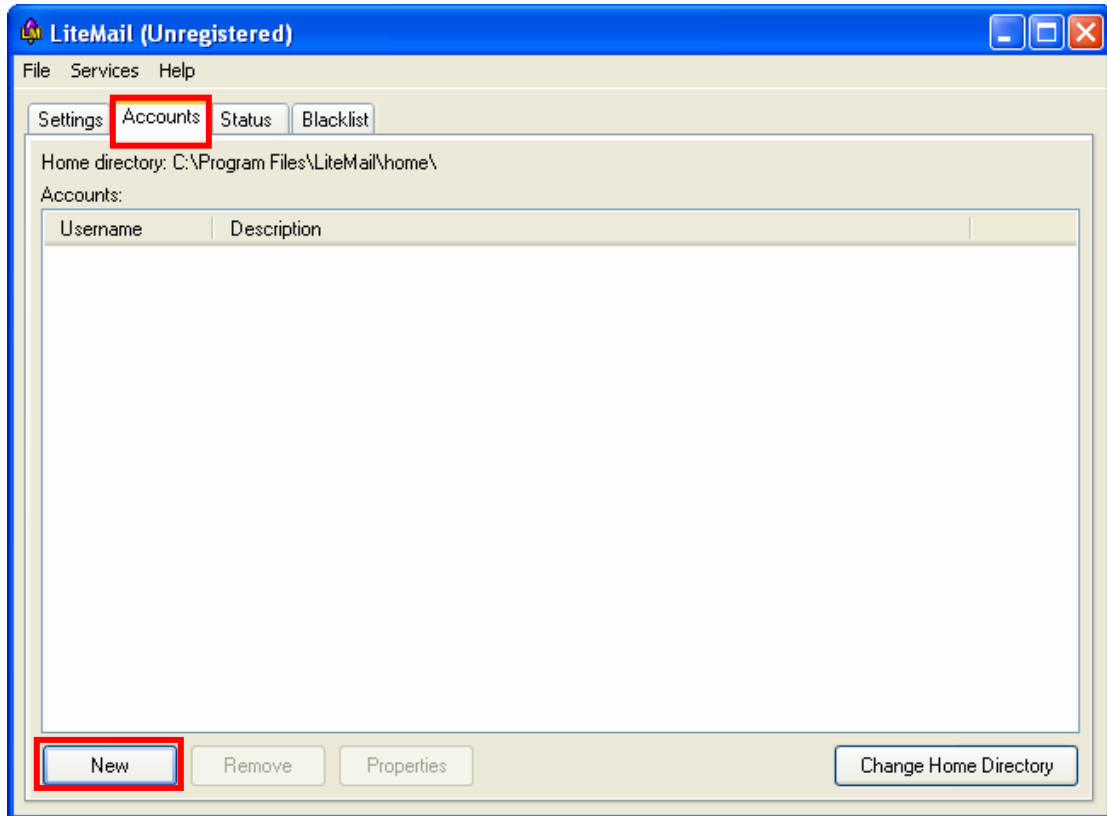 LiteMail (Unregistered)
File Services Help
Settings Accounts Status Blacklist
Home directory: C:\Program Files\LiteMail\home\
Accounts:
Username Description
New Remove Properties Change Home Directory